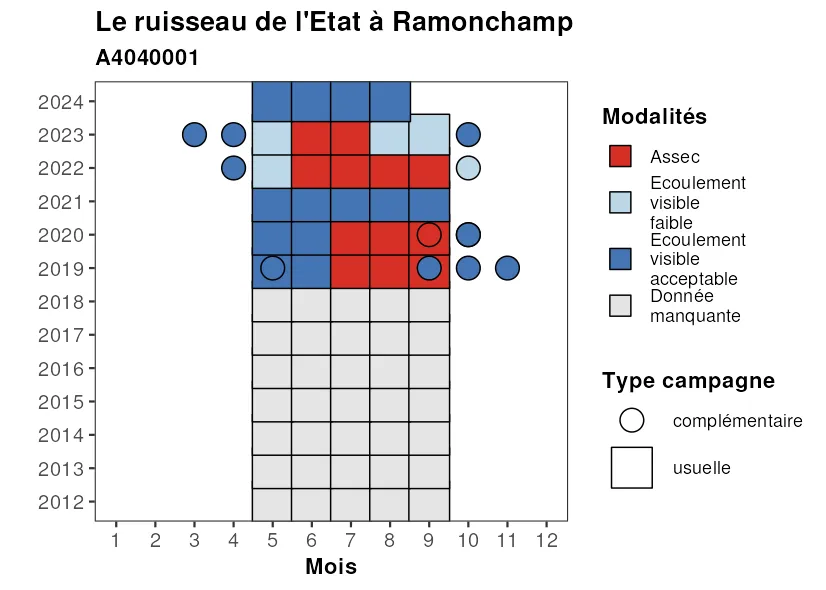 Le ruisseau de l'Etat à Ramonchamp
A4040001
2024
2023
2022
2021
2020
2019
2018
2017
2016
2015
2014
2013
2012
1 2 3 4 5 6 7 8 9 10 11 12
Mois
Modalités
Assec
Ecoulement
visible
faible
Ecoulement
visible
acceptable
Donnée
manquante
Type campagne
complémentaire
usuelle